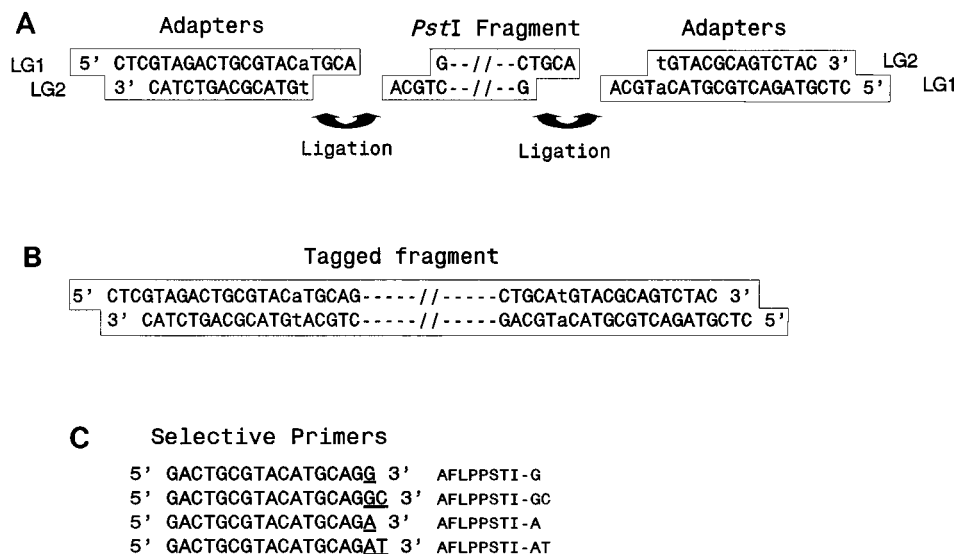 A
Adapters PstI Fragment Adapters
LG1 5' CTCGTAGACTGCGTACaTGCA G--//--CTGCA tGTACGCAGTCTAC 3' LG2
LG2 3' CATCTGACGCATGt ACGTC--//--G ACGTaCATGCGTCAGATGCTC 5' LG1
Ligation Ligation
B Tagged fragment
5' CTCGTAGACTGCGTACaTGCAG-----//-----CTGCAtGTACGCAGTCTAC 3'
3' CATCTGACGCATGtACGTC-----//-----GACGTaCATGCGTCAGATGCTC 5'
C Selective Primers
5' GACTGCGTACATGCAGG 3' AFLPPSTI-G
5' GACTGCGTACATGCAGGC 3' AFLPPSTI-GC
5' GACTGCGTACATGCAGA 3' AFLPPSTI-A
5' GACTGCGTACATGCAGAT 3' AFLPPSTI-AT